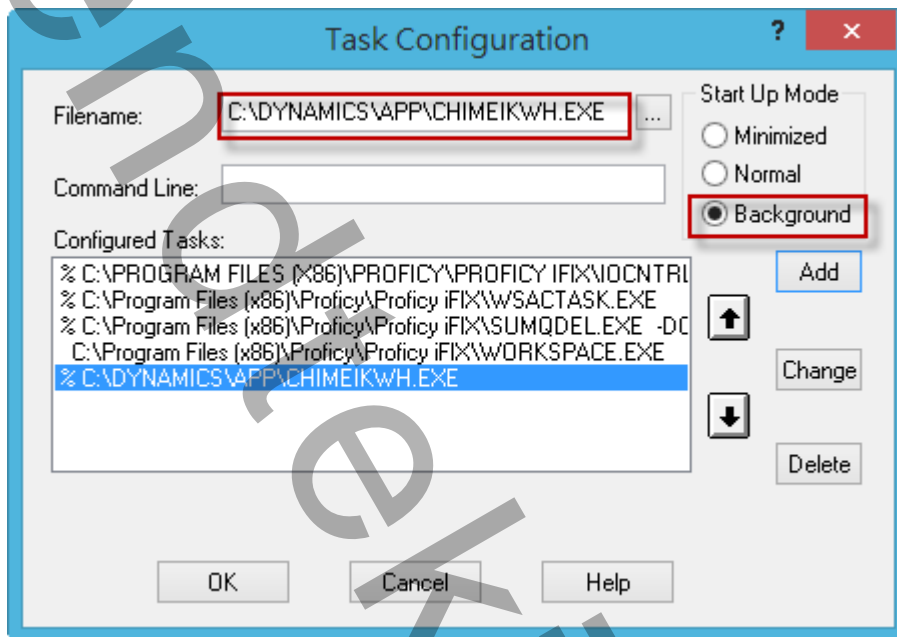 Task Configuration
?
×
Filename:
C:\DYNAMICS\APP\CHIMEIKWH.EXE
...
Start Up Mode
Minimized
Normal
Background
Command Line:
Configured Tasks:
% C:\PROGRAM FILES (X86)\PROFICY\PROFICY IFIX\IOCNTRL
% C:\Program Files (x86)\Proficy\Proficy iFIX\WSACTASK.EXE
% C:\Program Files (x86)\Proficy\Proficy iFIX\SUMQDEL.EXE -DC
C:\Program Files (x86)\Proficy\Proficy iFIX\WORKSPACE.EXE
% C:\DYNAMICS\APP\CHIMEIKWH.EXE
Add
Change
Delete
OK
Cancel
Help